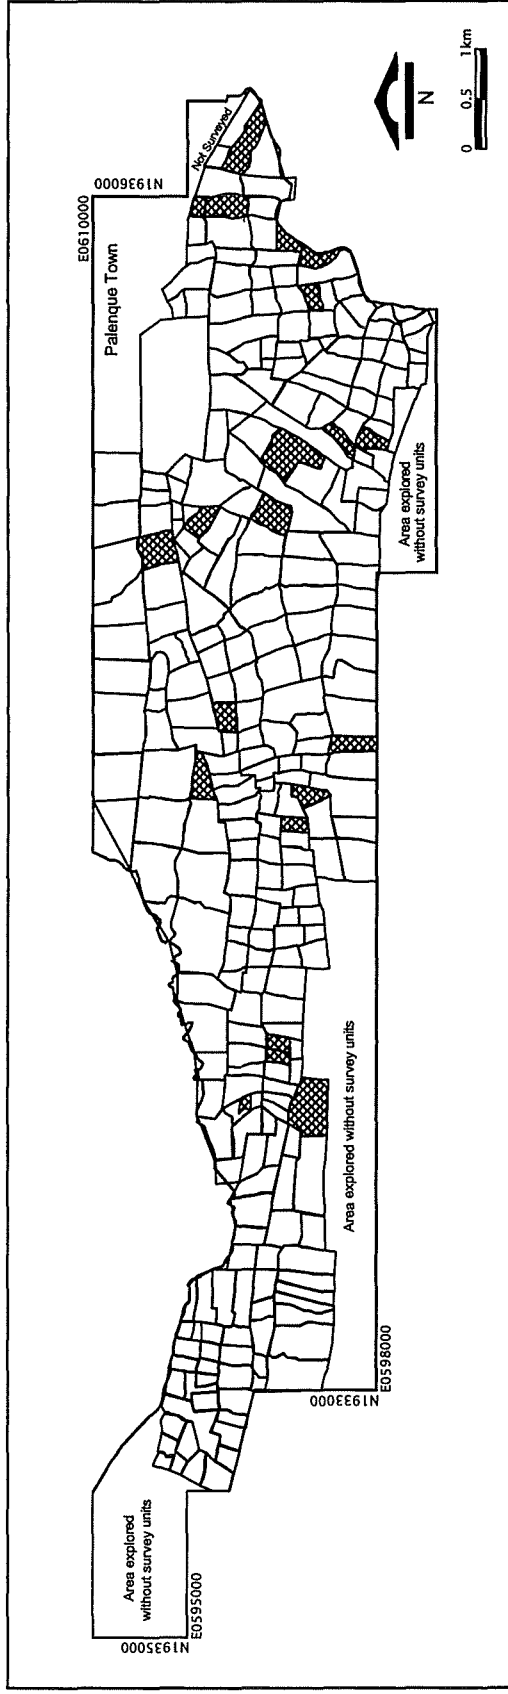 N1936000
E0610000
Palenque Town
Not Surveyed
N
0 0.5 1km
Area explored
without survey units
Area explored without survey units
E0598000
N1933000
Area explored
without survey units
E0595000
N1935000